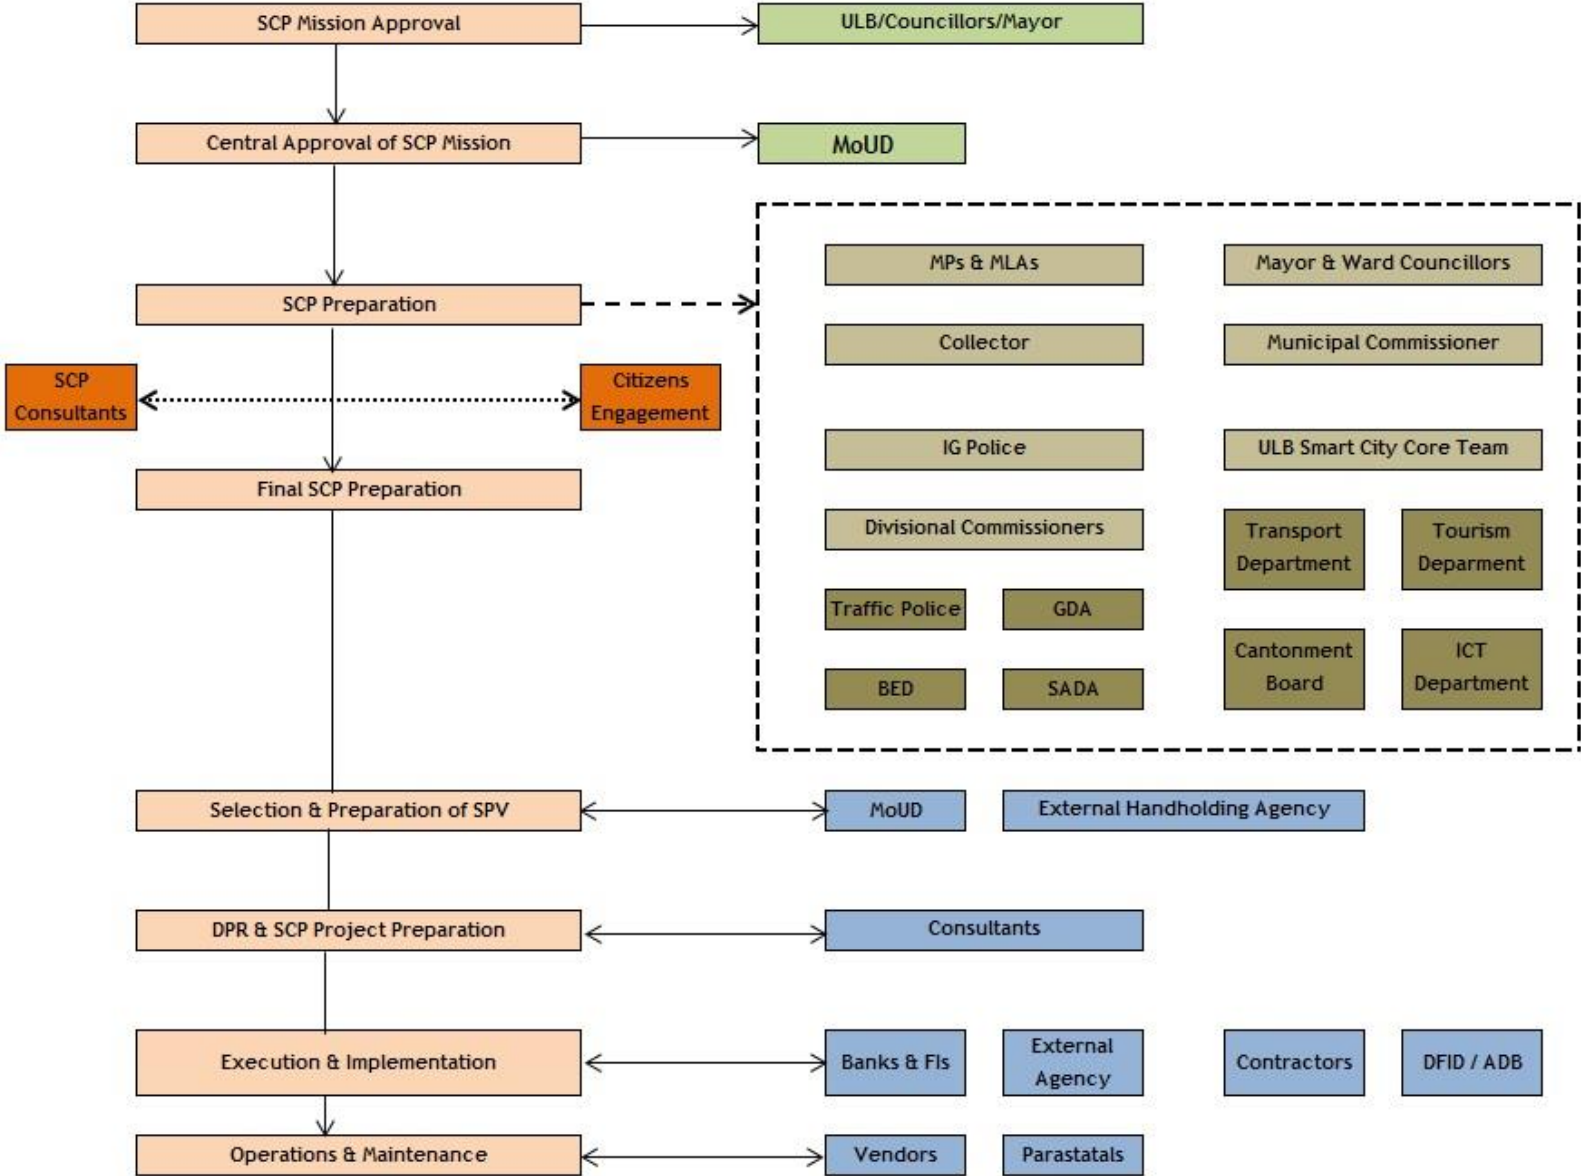 SCP Mission Approval
ULB/Councillors/Mayor
Central Approval of SCP Mission
MoUD
MPs & MLAs
Mayor & Ward Councillors
SCP Preparation
Collector
Municipal Commissioner
SCP
Consultants
Citizens
Engagement
IG Police
ULB Smart City Core Team
Final SCP Preparation
Divisional Commissioners
Transport
Department
Tourism
Deparment
Traffic Police
GDA
Cantonment
Board
ICT
Department
BED
SADA
Selection & Preparation of SPV
MoUD
External Handholding Agency
DPR & SCP Project Preparation
Consultants
Execution & Implementation
Banks & FIs
External
Agency
Contractors
DFID / ADB
Operations & Maintenance
Vendors
Parastatals